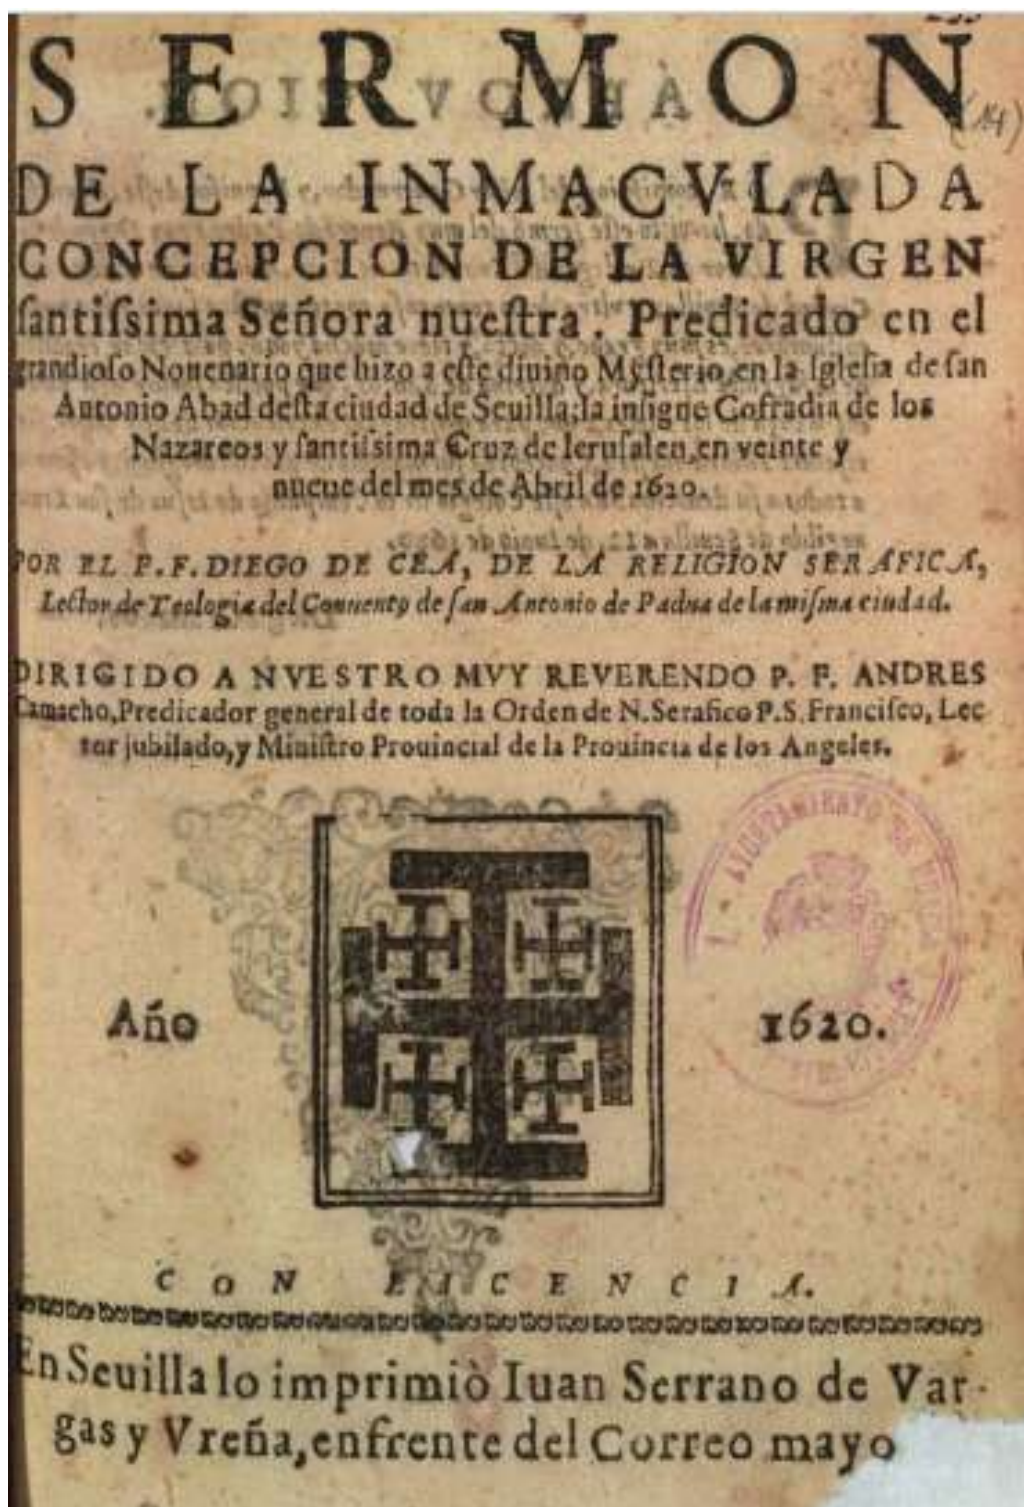 (14)
SERMON
DE LA INMACVLADA
CONCEPCION DE LA VIRGEN
santissima Señora nuestra. Predicado en el
grandioso Nouenario que hizo a este diuino Mysterio, en la Iglesia de san
Antonio Abad desta ciudad de Seuilla, la insigne Cofradia de los
Nazareos y santissima Cruz de Ierusalen, en veinte y
nueue del mes de Abril de 1620.
POR EL P. F. DIEGO DE CEA, DE LA RELIGION SERAFICA,
Lector de Teologia del Conuento de san Antonio de Padua de la misma ciudad.
DIRIGIDO A NVESTRO MVY REVERENDO P. F. ANDRES
Camacho, Predicador general de toda la Orden de N. Serafico P. S. Francisco, Lec
tor jubilado, y Ministro Prouincial de la Prouincia de los Angeles.
Año 1620.
AYUNTAMIENTO DE
CON LICENCIA.
En Seuilla lo imprimiò Iuan Serrano de Var-
gas y Vreña, enfrente del Correo mayo